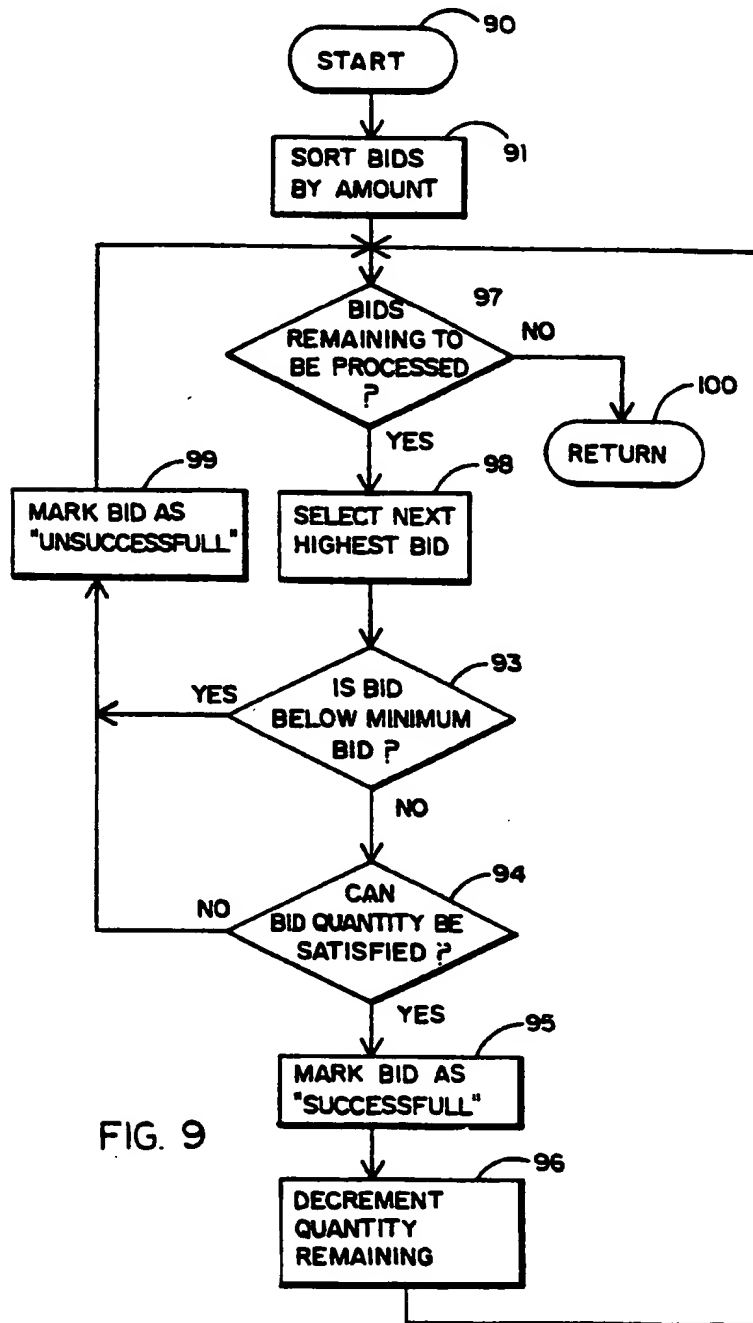 90
START
91
SORT BIDS
BY AMOUNT
97
BIDS
REMAINING TO
BE PROCESSED
?
NO
100
RETURN
YES
99
MARK BID AS
"UNSUCCESSFULL"
98
SELECT NEXT
HIGHEST BID
93
YES
IS BID
BELOW MINIMUM
BID ?
NO
94
NO
CAN
BID QUANTITY BE
SATISFIED ?
YES
95
MARK BID AS
"SUCCESSFULL"
FIG. 9
96
DECREMENT
QUANTITY
REMAINING